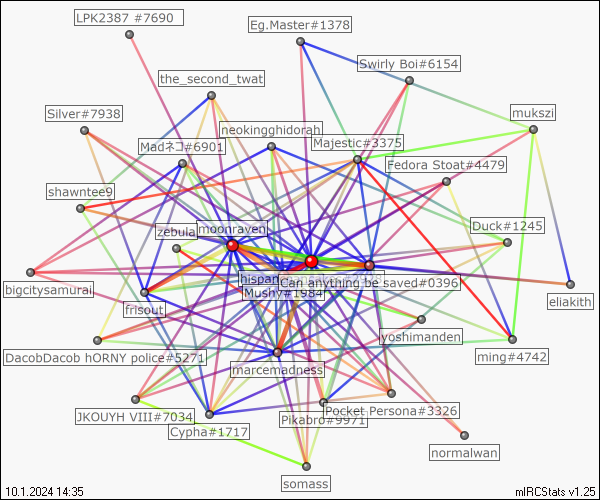 LPK2387 #7690
Eg.Master#1378
Swirly Boi#6154
the_second_twat
Silver#7938
mukszi
neokingghidorah
Majestic#3375
Madネコ#6901
Fedora Stoat#4479
shawntee9
zebula
moonraven
Duck#1245
hispan
Can anything be saved#0396
Mushy#1984
bigcitysamurai
frisout
eliakith
yoshimanden
DacobDacob hORNY police#5271
ming#4742
marcemadness
JKOUYH VIII#7034
Pocket Persona#3326
Pikabro#9971
Cypha#1717
normalwan
somass
10.1.2024 14:35
mIRCStats v1.25